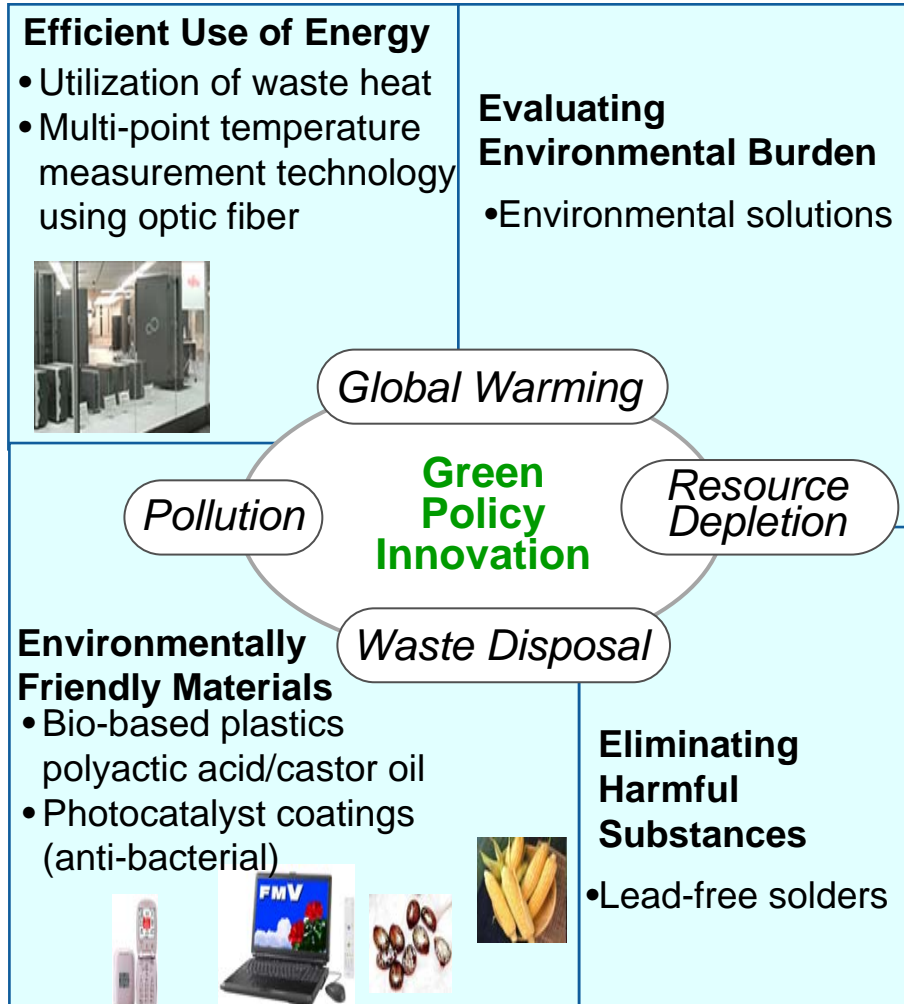 Efficient Use of Energy
•Utilization of waste heat
•Multi-point temperature
measurement technology
using optic fiber
Evaluating
Environmental Burden
•Environmental solutions
Global Warming
Pollution
Green
Policy
Innovation
Resource
Depletion
Waste Disposal
Environmentally
Friendly Materials
•Bio-based plastics
polyactic acid/castor oil
•Photocatalyst coatings
(anti-bacterial)
FMV
Eliminating
Harmful
Substances
•Lead-free solders